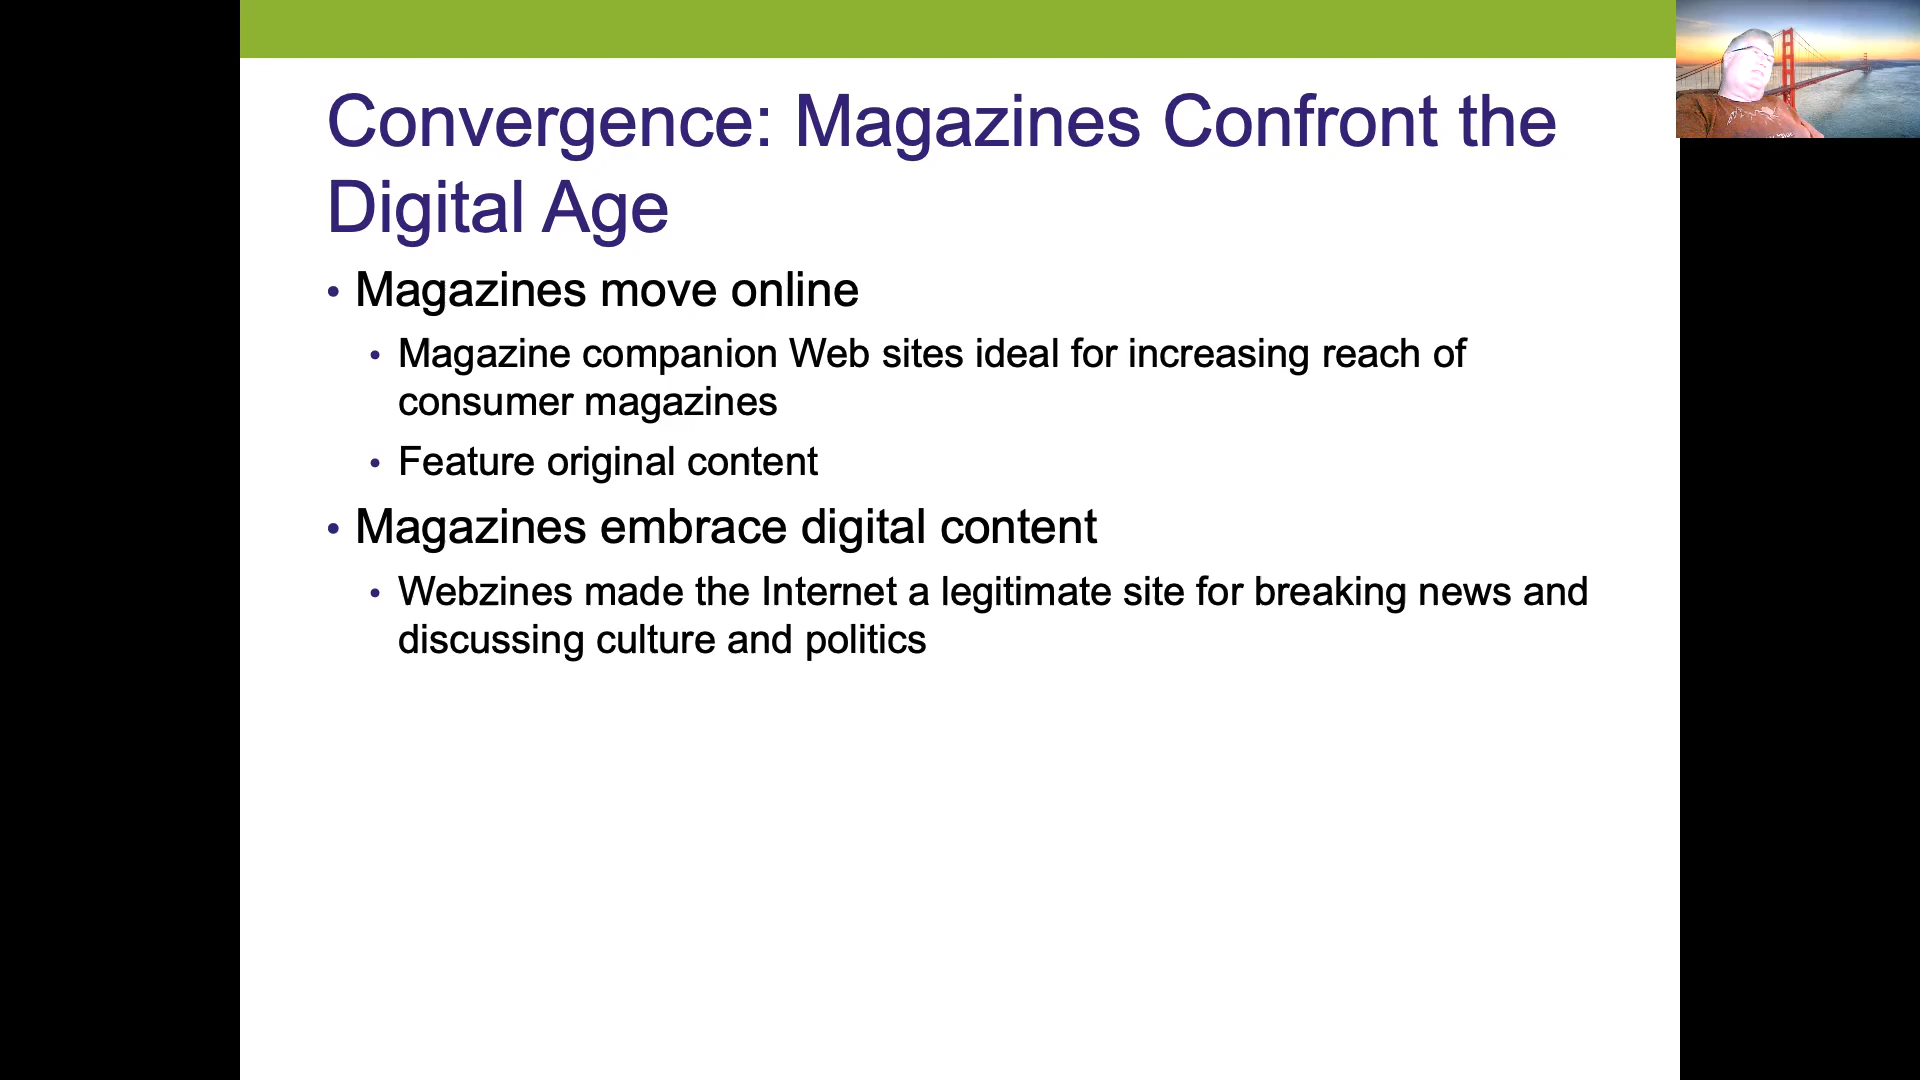 Convergence: Magazines Confront the
Digital Age
• Magazines move online
• Magazine companion Web sites ideal for increasing reach of
consumer magazines
• Feature original content
• Magazines embrace digital content
• Webzines made the Internet a legitimate site for breaking news and
discussing culture and politics